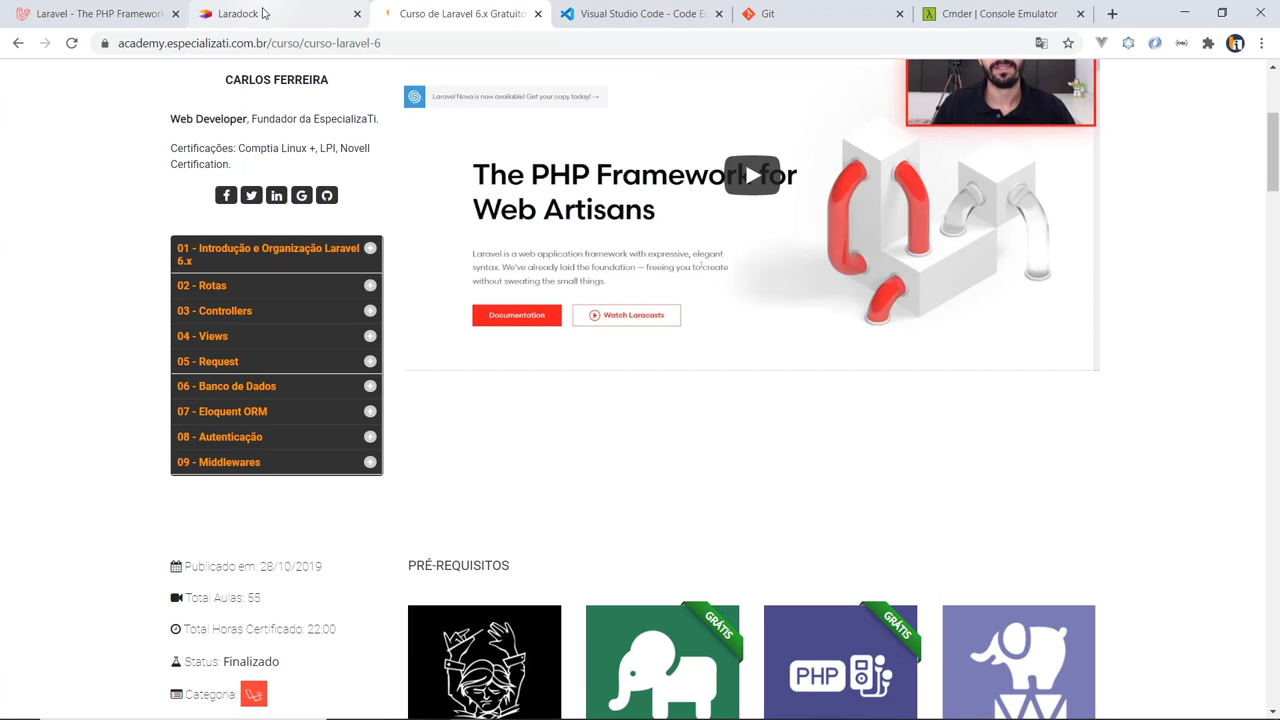 Laravel - The PHP Framework
Laradock
Curso de Laravel 6.x Gratuito
Visual Studio Code - Code Ec
Git
Cmder | Console Emulator
academy.especializati.com.br/curso/curso-laravel-6
CARLOS FERREIRA
Web Developer, Fundador da EspecializaTi.
Certificações: Comptia Linux +, LPI, Novell
Certification.
01 - Introdução e Organização Laravel
6.x
02 - Rotas
03 - Controllers
04 - Views
05 - Request
06 - Banco de Dados
07 - Eloquent ORM
08 - Autenticação
09 - Middlewares
Laravel Nova is now available! Get your copy today! →
The PHP Framework for
Web Artisans
Laravel is a web application framework with expressive, elegant
syntax. We've already laid the foundation — freeing you to create
without sweating the small things.
Documentation
Watch Laracasts
Publicado em: 28/10/2019
Total Aulas: 55
Total Horas Certificado: 22:00
Status: Finalizado
Categoria:
PRÉ-REQUISITOS
GRÁTIS
PHP
GRÁTIS